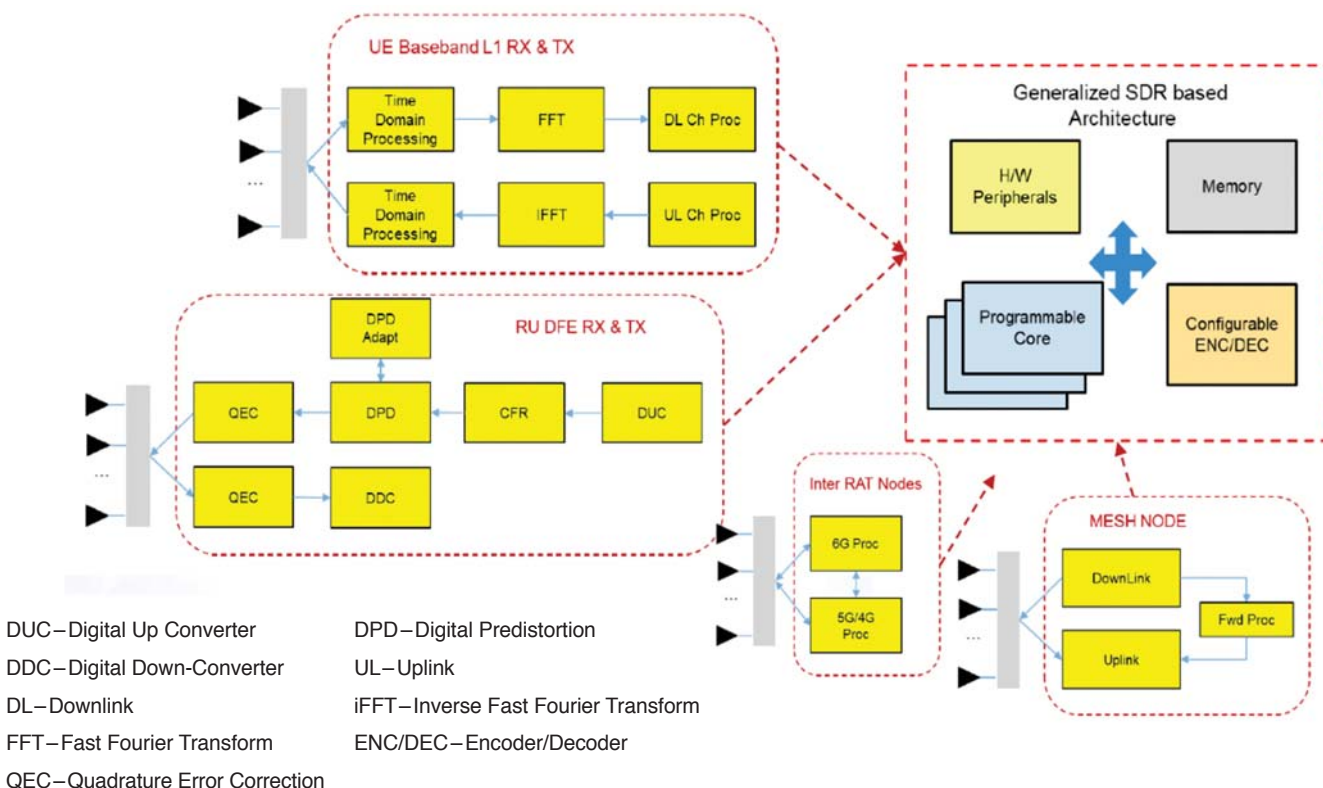 UE Baseband L1 RX & TX
Time
Domain
Processing
FFT
DL Ch Proc
Time
Domain
Processing
IFFT
UL Ch Proc
...
Generalized SDR based
Architecture
H/W
Peripherals
Memory
Programmable
Core
Configurable
ENC/DEC
RU DFE RX & TX
DPD
Adapt
QEC
DPD
CFR
DUC
QEC
DDC
...
Inter RAT Nodes
6G Proc
5G/4G
Proc
...
MESH NODE
DownLink
Fwd Proc
Uplink
...
DUC–Digital Up Converter
DDC–Digital Down-Converter
DL–Downlink
FFT–Fast Fourier Transform
QEC–Quadrature Error Correction
DPD–Digital Predistortion
UL–Uplink
iFFT–Inverse Fast Fourier Transform
ENC/DEC–Encoder/Decoder